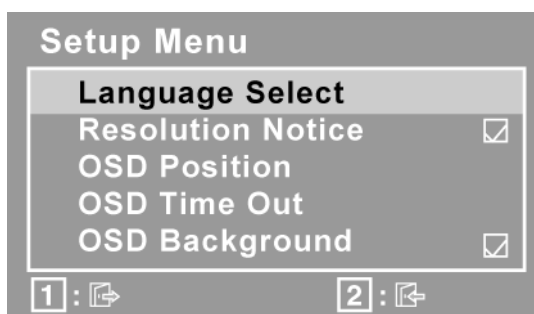 Setup Menu
Language Select
Resolution Notice
OSD Position
OSD Time Out
OSD Background
1 : 2 :